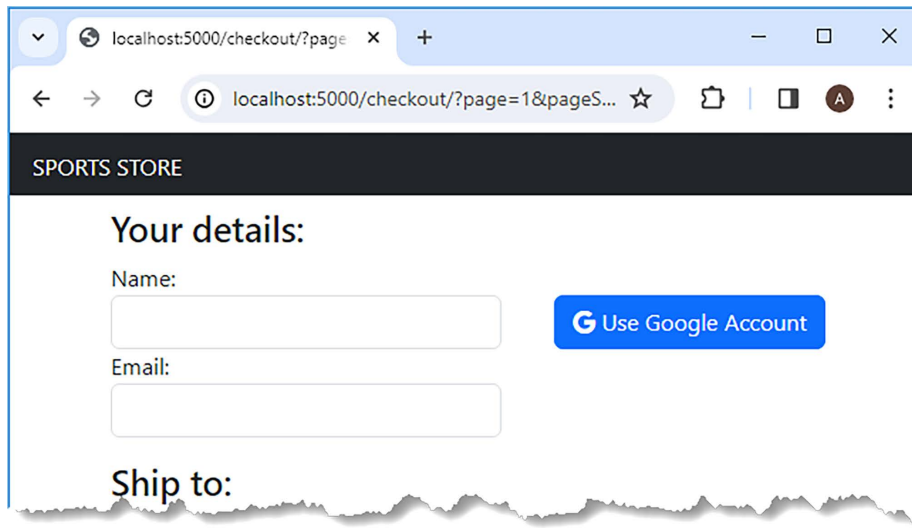 localhost:5000/checkout/?page
localhost:5000/checkout/?page=1&pageS...
A
SPORTS STORE
Your details:
Name:
G Use Google Account
Email:
Ship to: